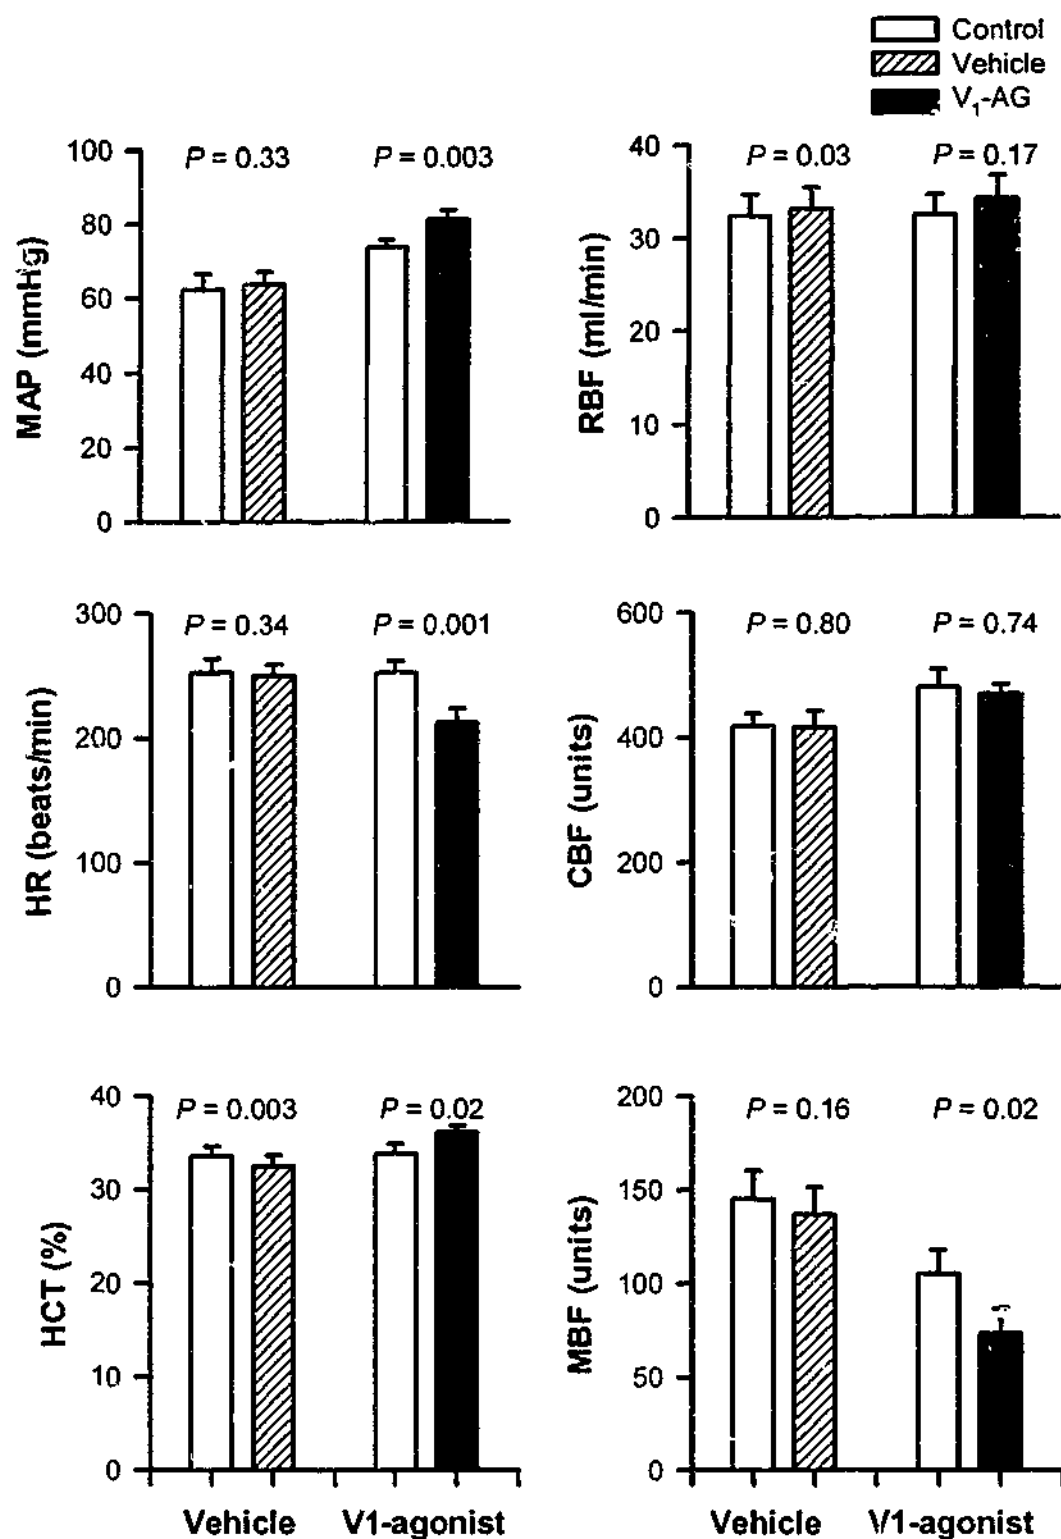 Control
Vehicle
V₁-AG
MAP (mmHg)
100
80
60
40
20
0
P = 0.33
P = 0.003
RBF (ml/min)
40
30
20
10
0
P = 0.03
P = 0.17
HR (beats/min)
300
200
100
0
P = 0.34
P = 0.001
CBF (units)
600
400
200
0
P = 0.80
P = 0.74
HCT (%)
40
30
20
10
0
P = 0.003
P = 0.02
Vehicle
V1-agonist
MBF (units)
200
150
100
50
0
P = 0.16
P = 0.02
Vehicle
V1-agonist